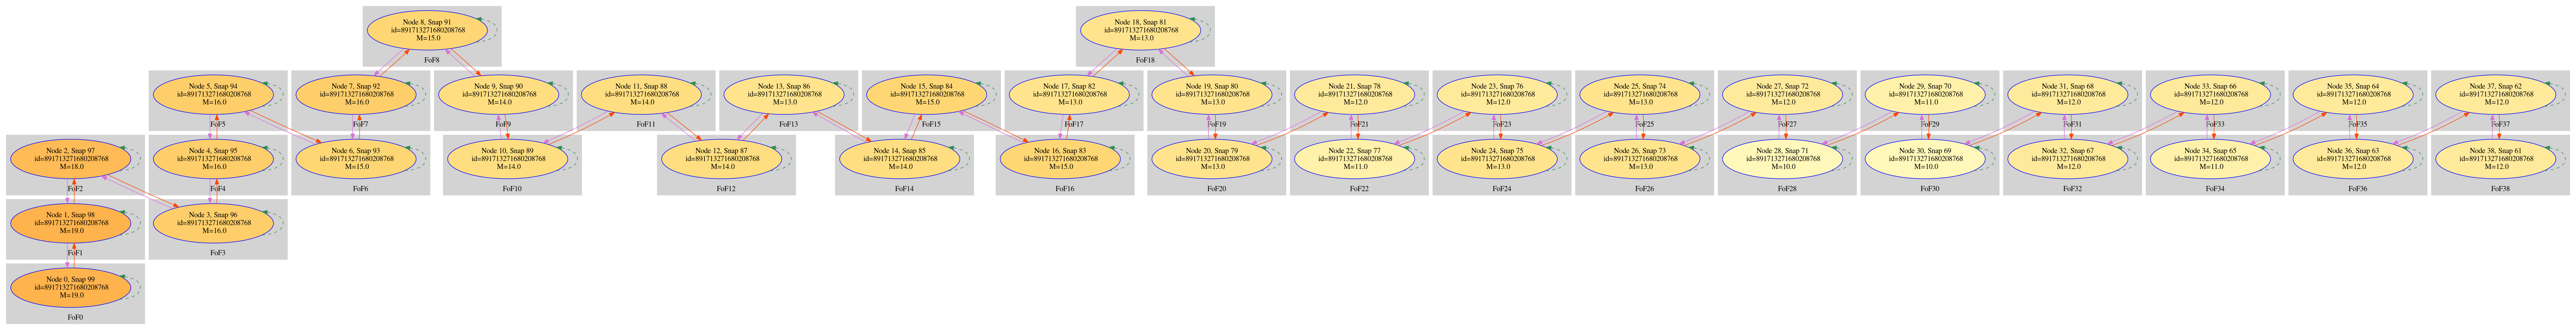 Node 8, Snap 91
id=891713271680208768
M=15.0
FoF8
Node 18, Snap 81
id=891713271680208768
M=13.0
FoF18
Node 5, Snap 94
id=891713271680208768
M=16.0
FoF5
Node 7, Snap 92
id=891713271680208768
M=16.0
FoF7
Node 9, Snap 90
id=891713271680208768
M=14.0
FoF9
Node 11, Snap 88
id=891713271680208768
M=14.0
FoF11
Node 13, Snap 86
id=891713271680208768
M=13.0
FoF13
Node 15, Snap 84
id=891713271680208768
M=15.0
FoF15
Node 17, Snap 82
id=891713271680208768
M=13.0
FoF17
Node 19, Snap 80
id=891713271680208768
M=13.0
FoF19
Node 21, Snap 78
id=891713271680208768
M=12.0
FoF21
Node 23, Snap 76
id=891713271680208768
M=12.0
FoF23
Node 25, Snap 74
id=891713271680208768
M=13.0
FoF25
Node 27, Snap 72
id=891713271680208768
M=12.0
FoF27
Node 29, Snap 70
id=891713271680208768
M=11.0
FoF29
Node 31, Snap 68
id=891713271680208768
M=12.0
FoF31
Node 33, Snap 66
id=891713271680208768
M=12.0
FoF33
Node 35, Snap 64
id=891713271680208768
M=12.0
FoF35
Node 37, Snap 62
id=891713271680208768
M=12.0
FoF37
Node 2, Snap 97
id=891713271680208768
M=18.0
FoF2
Node 4, Snap 95
id=891713271680208768
M=16.0
FoF4
Node 6, Snap 93
id=891713271680208768
M=15.0
FoF6
Node 10, Snap 89
id=891713271680208768
M=14.0
FoF10
Node 12, Snap 87
id=891713271680208768
M=14.0
FoF12
Node 14, Snap 85
id=891713271680208768
M=14.0
FoF14
Node 16, Snap 83
id=891713271680208768
M=15.0
FoF16
Node 20, Snap 79
id=891713271680208768
M=13.0
FoF20
Node 22, Snap 77
id=891713271680208768
M=11.0
FoF22
Node 24, Snap 75
id=891713271680208768
M=13.0
FoF24
Node 26, Snap 73
id=891713271680208768
M=13.0
FoF26
Node 28, Snap 71
id=891713271680208768
M=10.0
FoF28
Node 30, Snap 69
id=891713271680208768
M=10.0
FoF30
Node 32, Snap 67
id=891713271680208768
M=12.0
FoF32
Node 34, Snap 65
id=891713271680208768
M=11.0
FoF34
Node 36, Snap 63
id=891713271680208768
M=12.0
FoF36
Node 38, Snap 61
id=891713271680208768
M=12.0
FoF38
Node 1, Snap 98
id=891713271680208768
M=19.0
FoF1
Node 3, Snap 96
id=891713271680208768
M=16.0
FoF3
Node 0, Snap 99
id=891713271680208768
M=19.0
FoF0